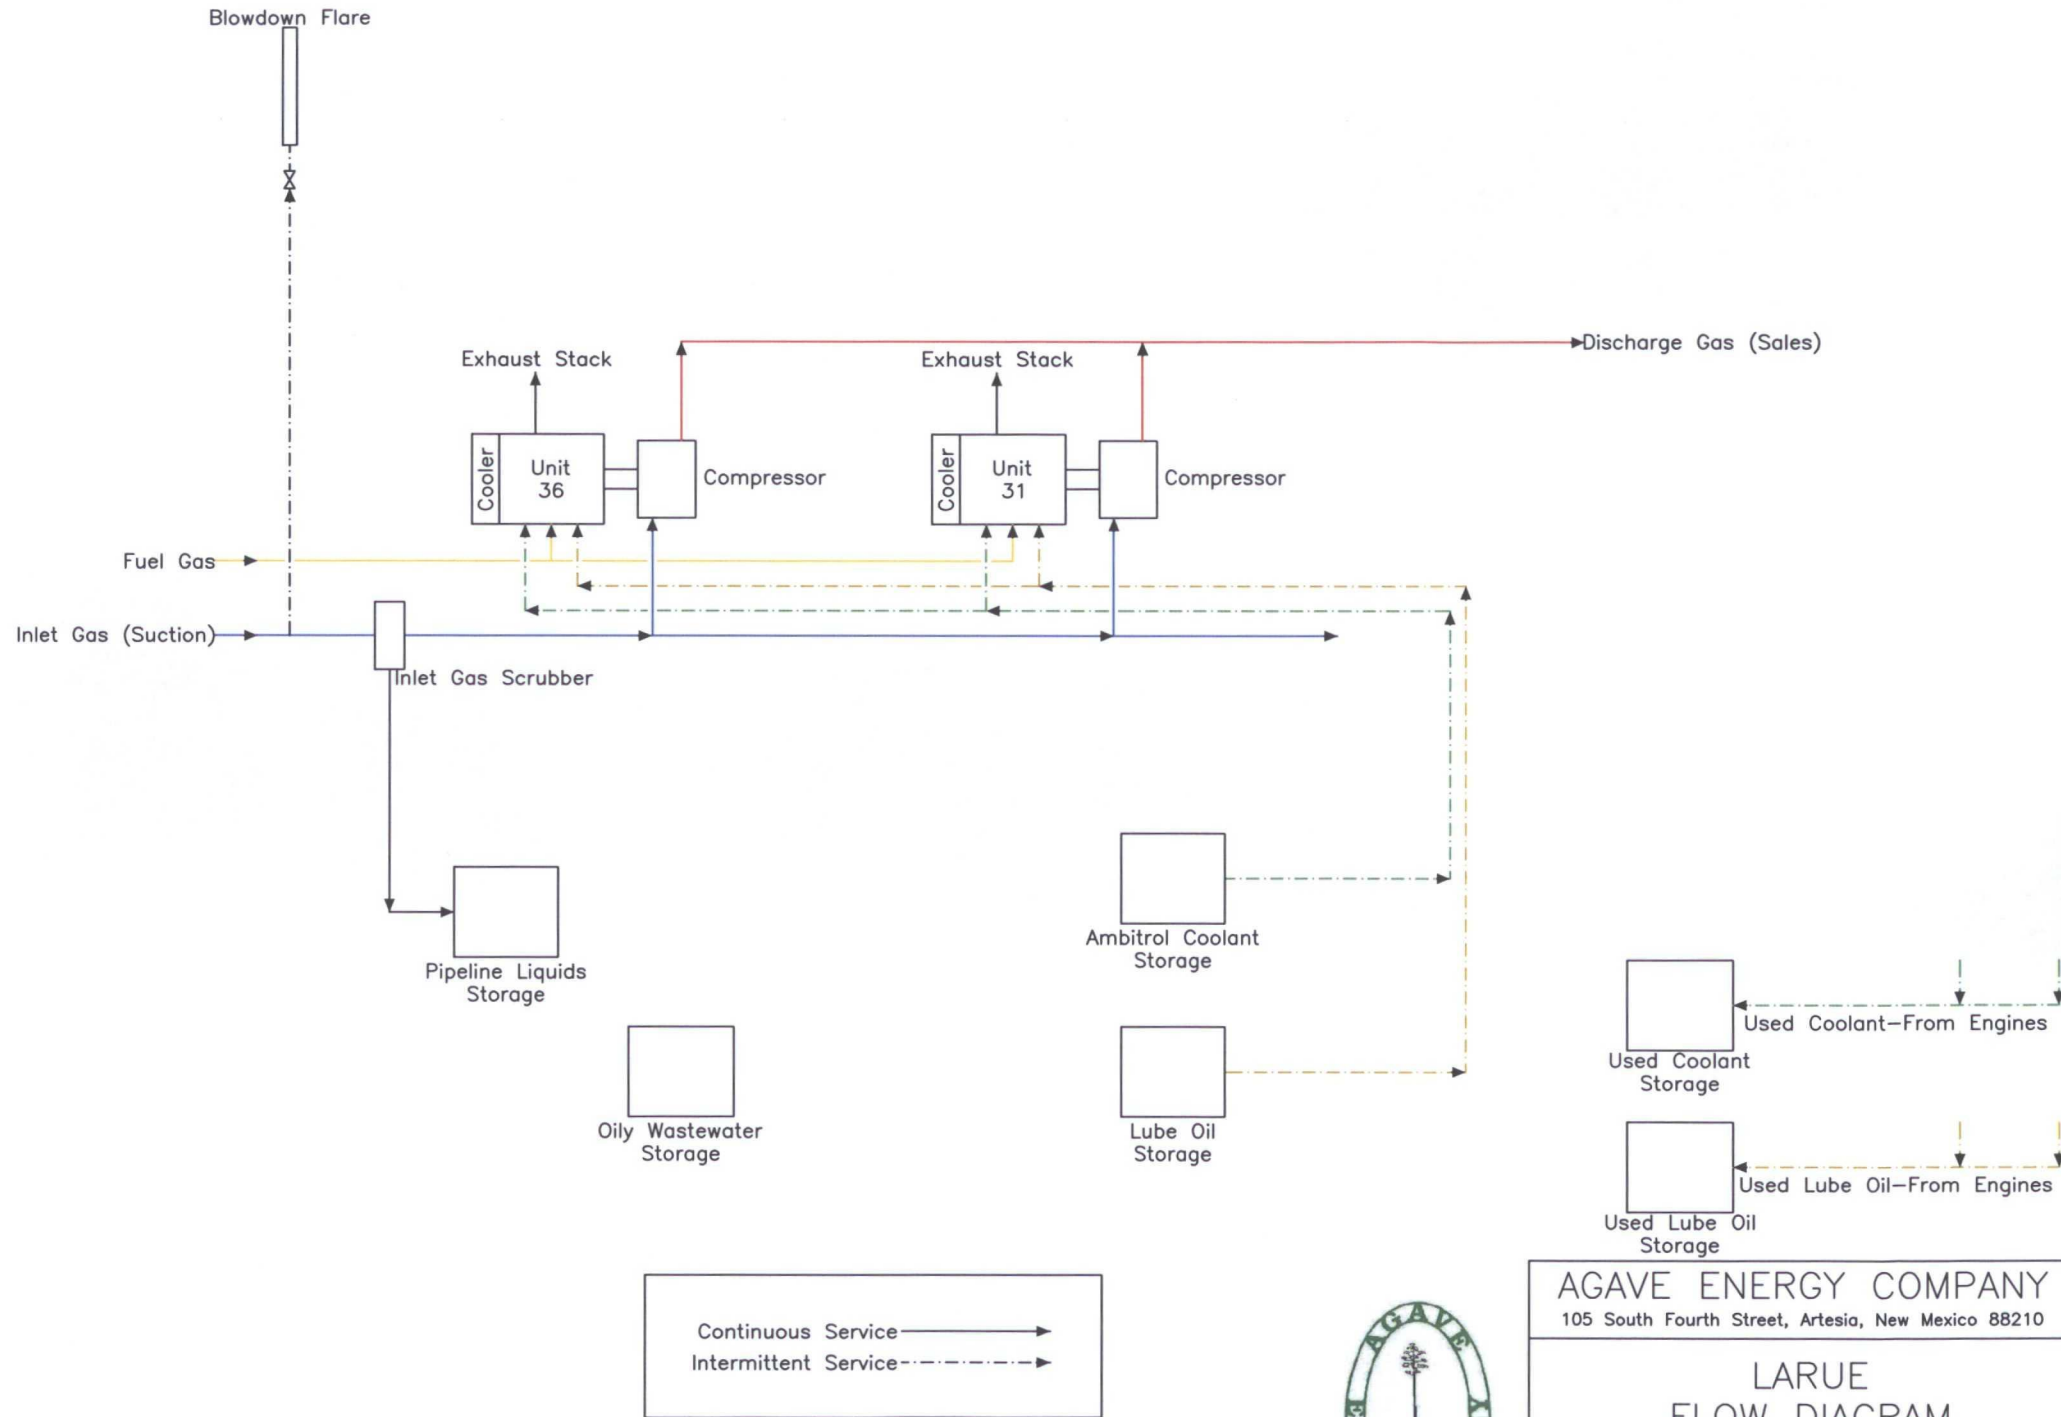 Blowdown Flare
Discharge Gas (Sales)
Exhaust Stack
Exhaust Stack
Cooler
Unit
36
Compressor
Cooler
Unit
31
Compressor
Fuel Gas
Inlet Gas (Suction)
Inlet Gas Scrubber
Ambitrol Coolant
Storage
Pipeline Liquids
Storage
Used Coolant-From Engines
Used Coolant
Storage
Oily Wastewater
Storage
Lube Oil
Storage
Used Lube Oil-From Engines
Used Lube Oil
Storage
Continuous Service
Intermittent Service
AGAVE
AGAVE ENERGY COMPANY
105 South Fourth Street, Artesia, New Mexico 88210
LARUE
FLOW DIAGRAM